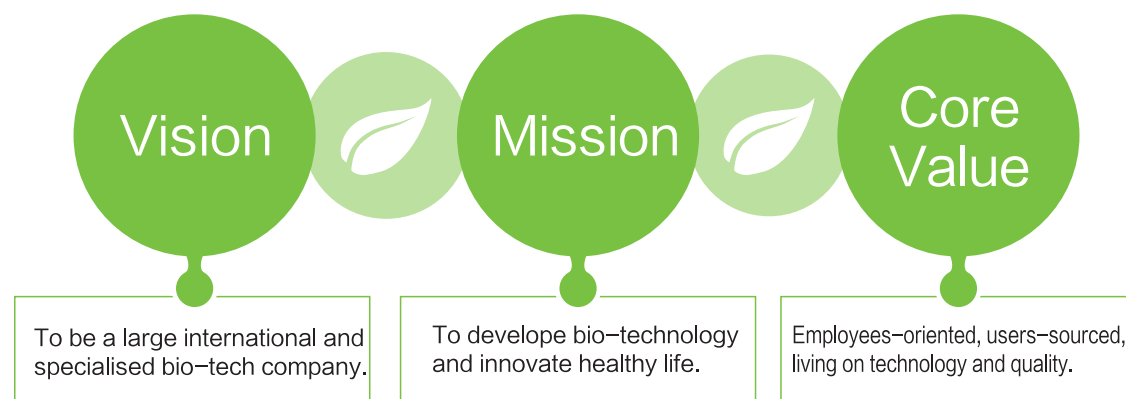 Vision
Mission
Core
Value
To be a large international and
specialised bio-tech company.
To develope bio-technology
and innovate healthy life.
Employees-oriented, users-sourced,
living on technology and quality.